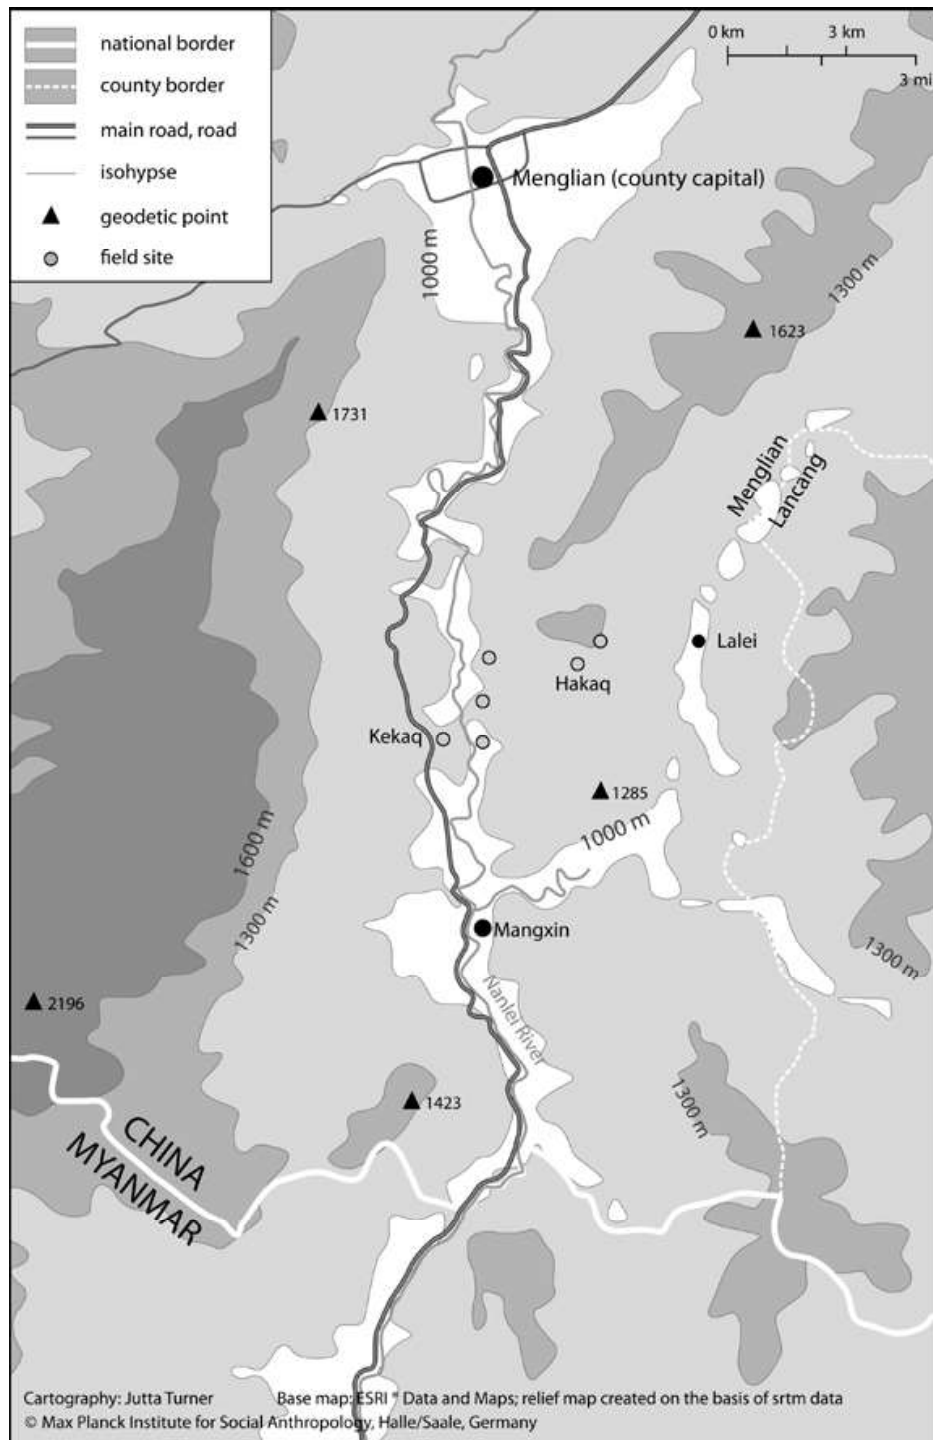 national border
county border
main road, road
isohypse
geodetic point
field site
0 km 3 km
3 mi
Menglian (county capital)
1000 m
1300 m
1623
1731
Menglian
Lancang
Lalei
Hakaq
Kekaq
1285
1000 m
1600 m
1300 m
Mangxin
1300 m
2196
Nanlei River
1300 m
1423
CHINA
MYANMAR
Cartography: Jutta Turner Base map: ESRI ® Data and Maps; relief map created on the basis of srtm data
© Max Planck Institute for Social Anthropology, Halle/Saale, Germany